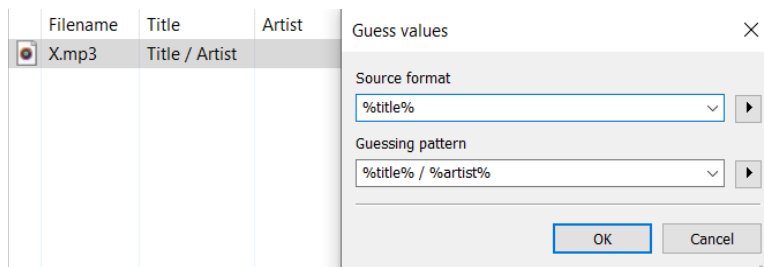 Filename Title Artist
X.mp3 Title / Artist
Guess values
Source format
%title%
Guessing pattern
%title% / %artist%
OK Cancel